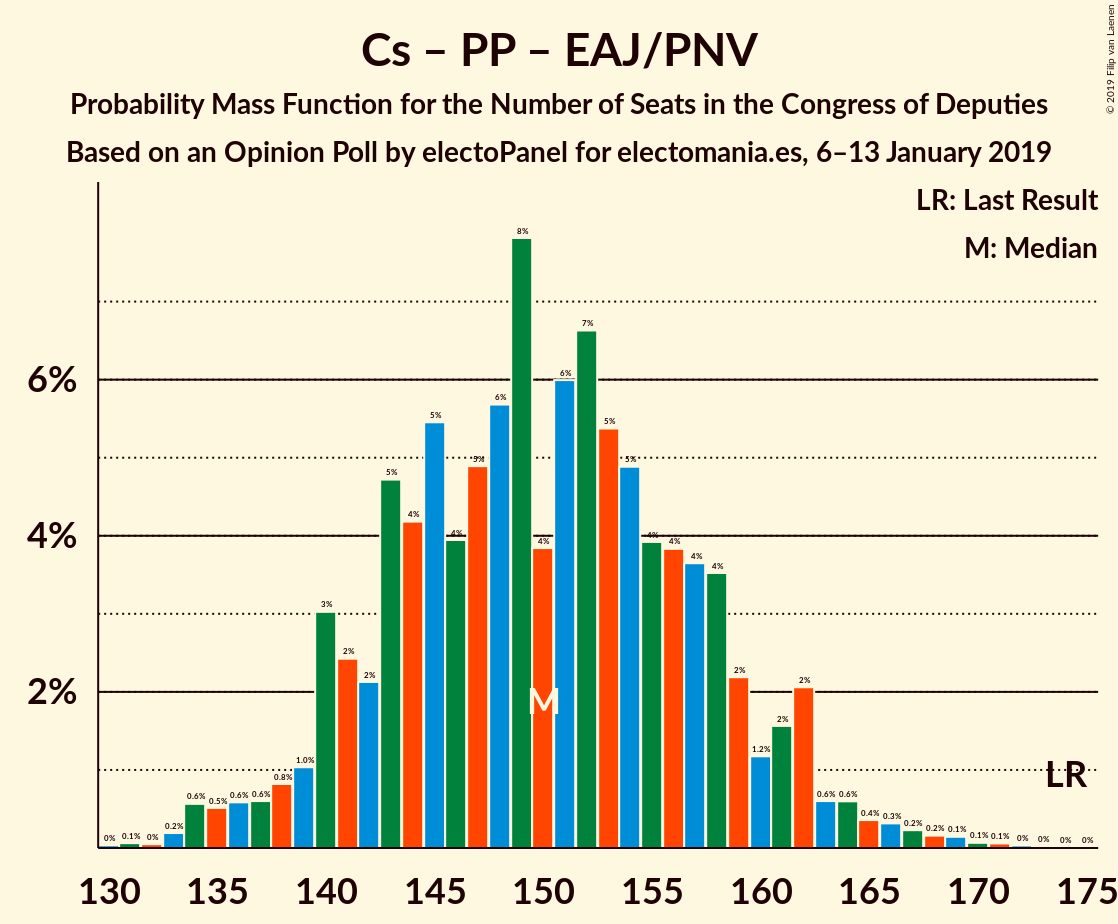 Cs – PP – EAJ/PNV
Probability Mass Function for the Number of Seats in the Congress of Deputies
Based on an Opinion Poll by electoPanel for electomania.es, 6–13 January 2019
© 2019 Filip van Laenen
LR: Last Result
M: Median
6%
4%
2%
0% 0.1% 0% 0.2% 0.6% 0.5% 0.6% 0.6% 0.8% 1.0% 3% 2% 2% 5% 4% 5% 4% 5% 6% 8% 4% 6% 7% 5% 5% 4% 4% 4% 4% 2% 1.2% 2% 2% 0.6% 0.6% 0.4% 0.3% 0.2% 0.2% 0.1% 0.1% 0.1% 0% 0% 0% 0%
M
LR
130 135 140 145 150 155 160 165 170 175